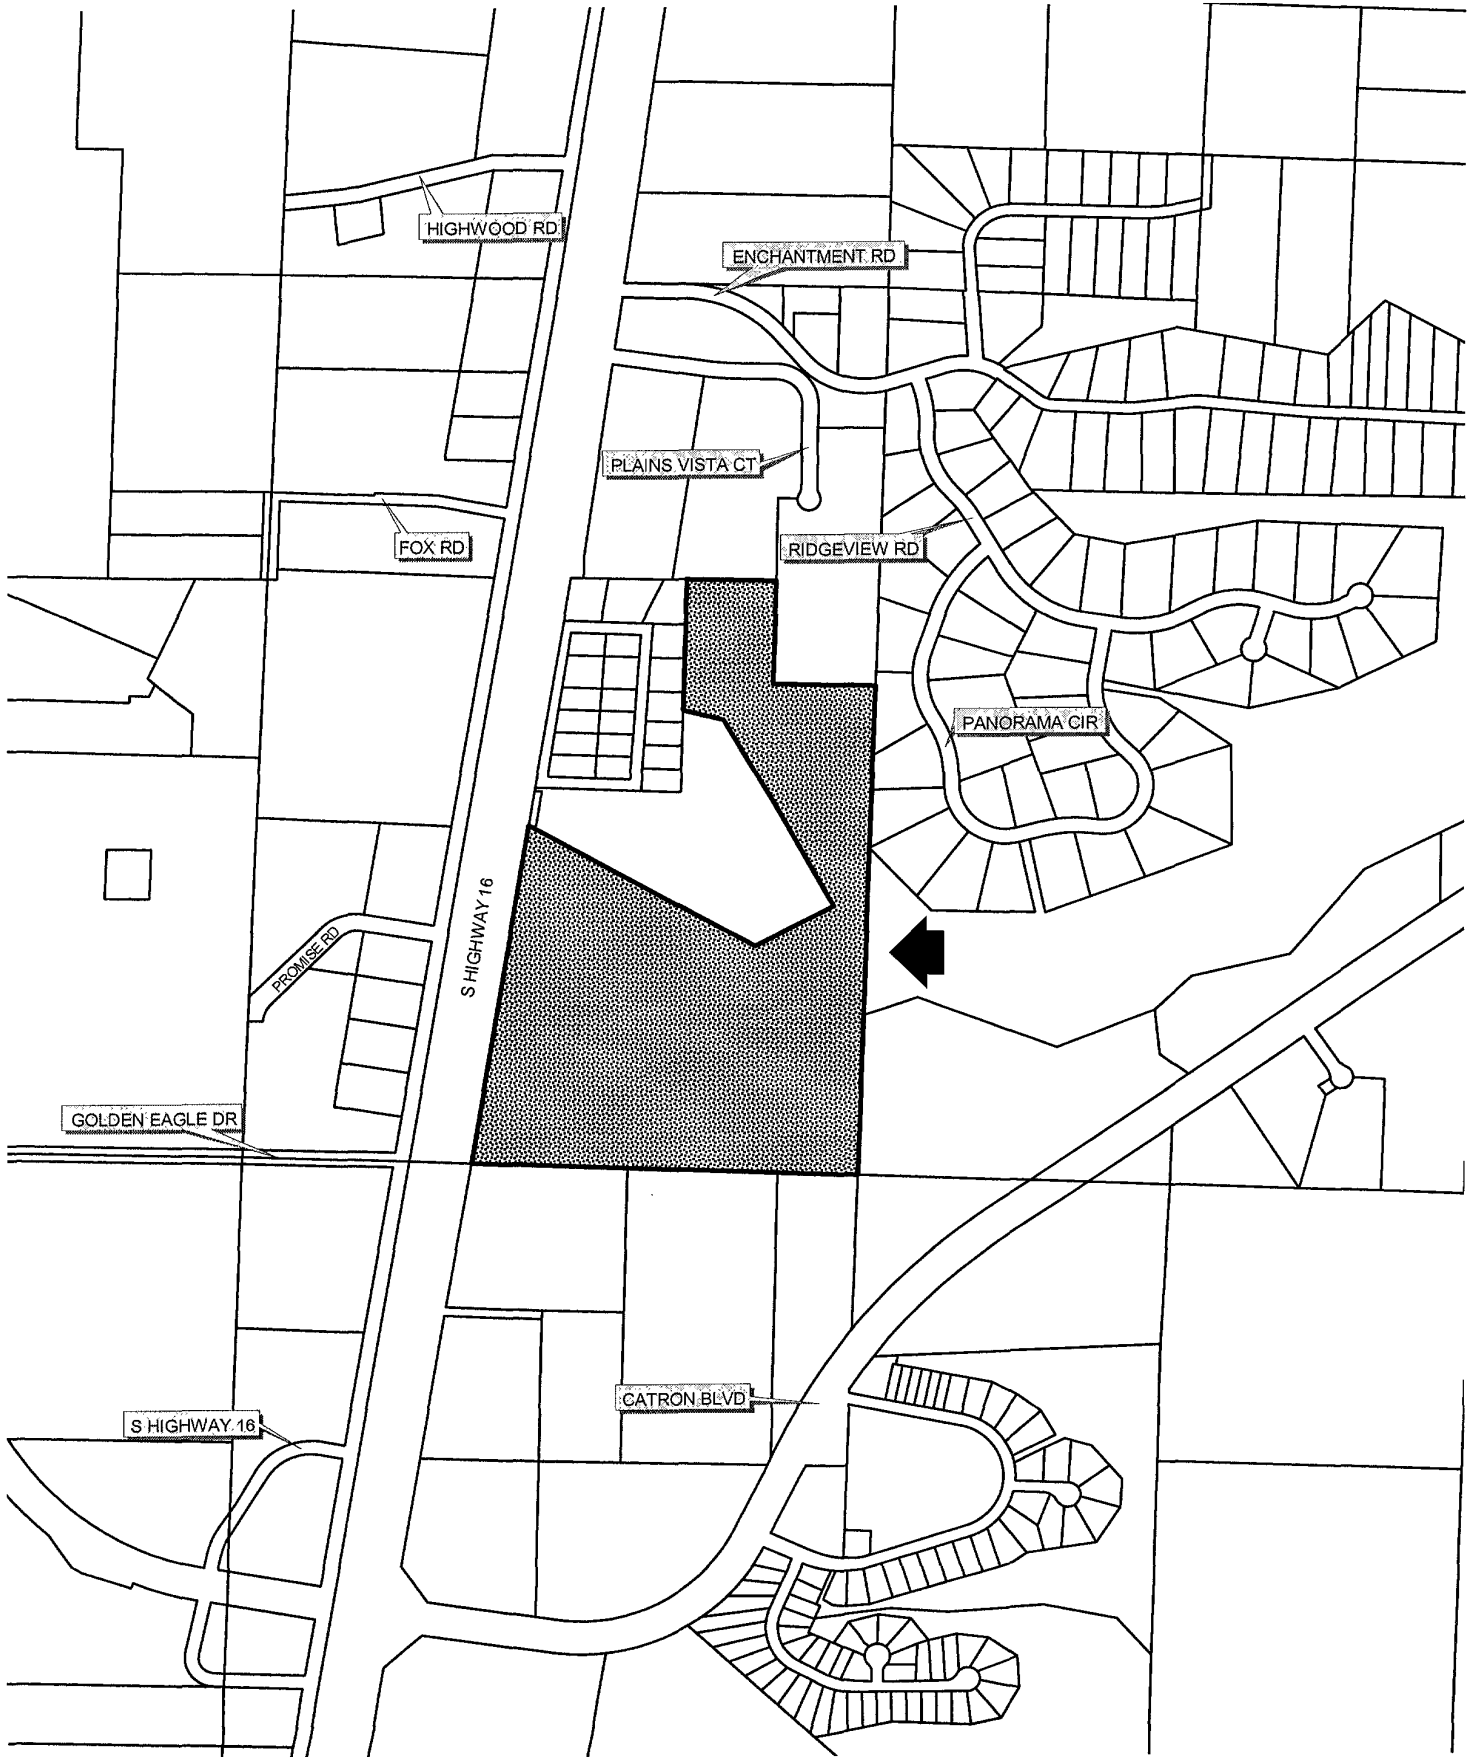 HIGHWOOD RD
ENCHANTMENT RD
PLAINS VISTA CT
FOX RD
RIDGEVIEW RD
PANORAMA CIR
S HIGHWAY 16
PROMISE RD
GOLDEN EAGLE DR
CATRON BLVD
S HIGHWAY 16